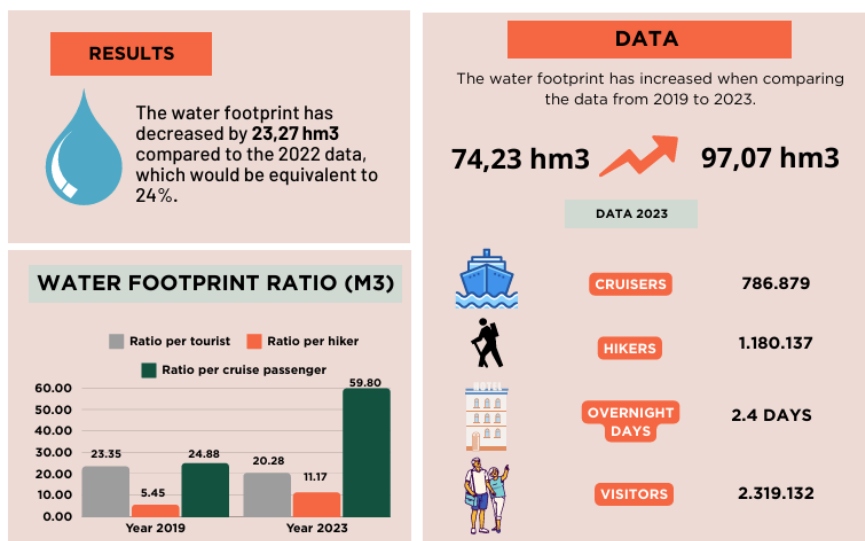 RESULTS
The water footprint has
decreased by 23,27 hm3
compared to the 2022 data,
which would be equivalent to
24%.
WATER FOOTPRINT RATIO (M3)
Ratio per tourist
Ratio per hiker
Ratio per cruise passenger
60.00
50.00
40.00
30.00
20.00
10.00
0.00
23.35
5.45
24.88
20.28
11.17
59.80
Year 2019
Year 2023
DATA
The water footprint has increased when comparing
the data from 2019 to 2023.
74,23 hm3
97,07 hm3
DATA 2023
CRUISERS
786.879
HIKERS
1.180.137
HOTEL
OVERNIGHT
DAYS
2.4 DAYS
VISITORS
2.319.132